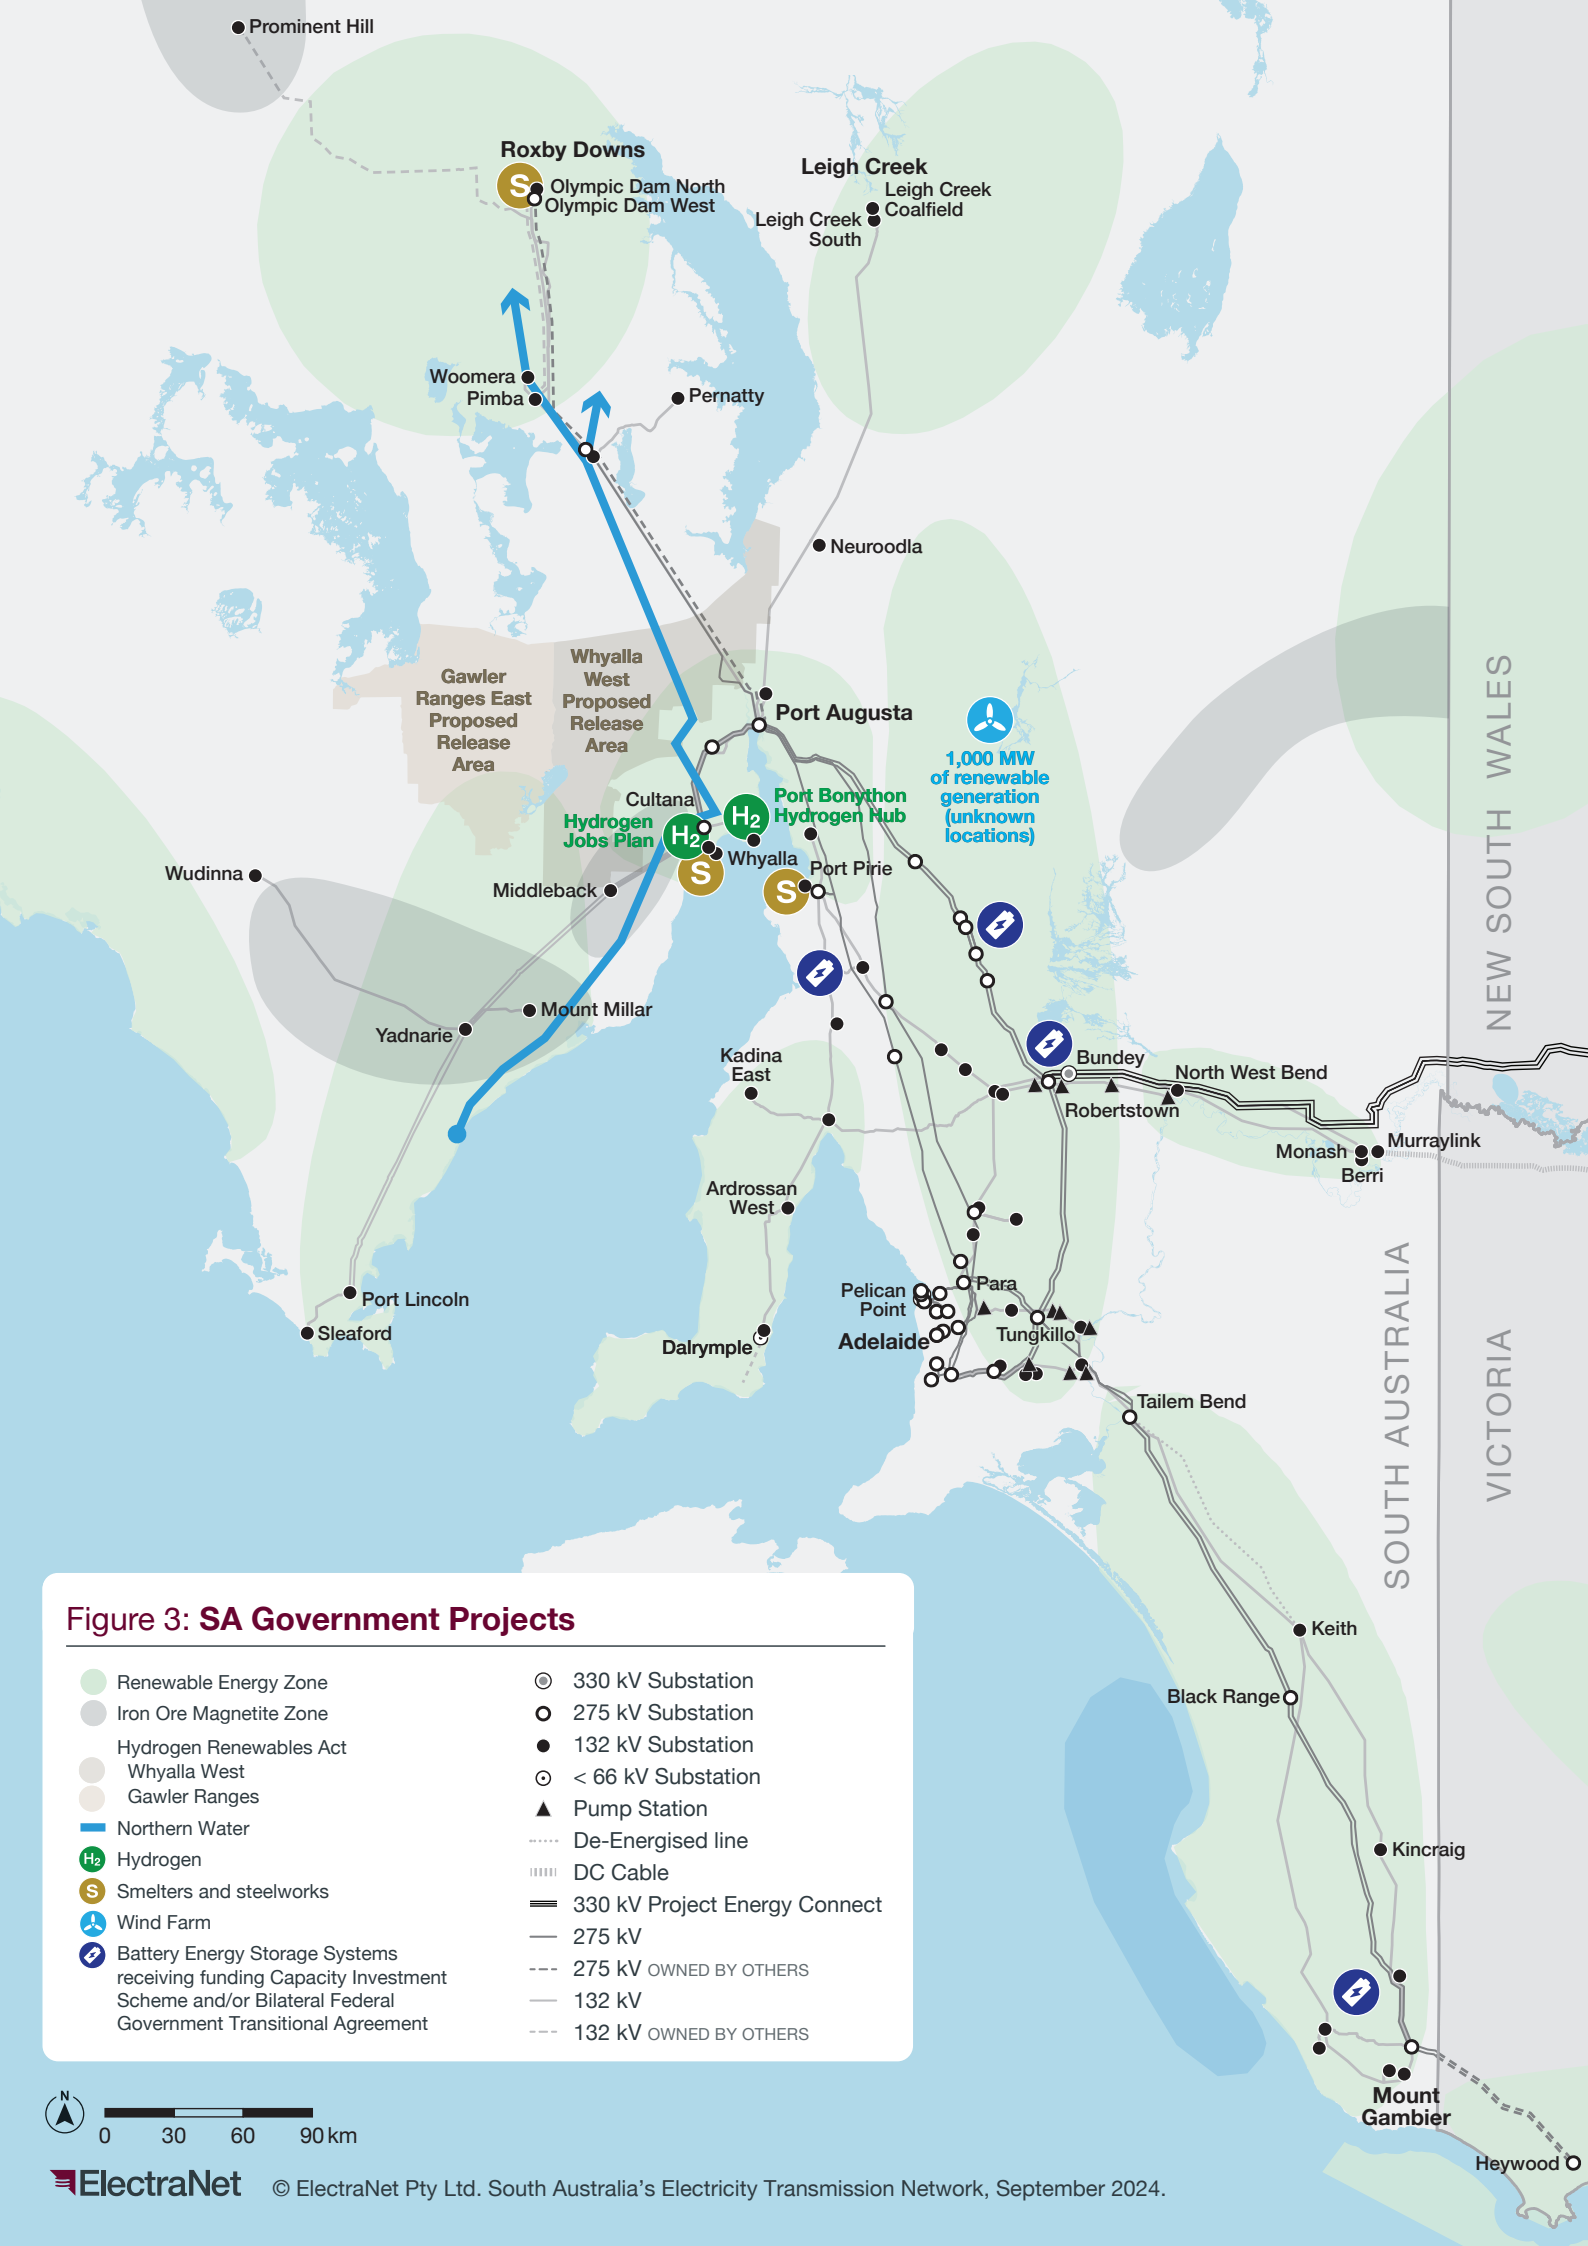 Prominent Hill
Roxby Downs
S
Olympic Dam North
Olympic Dam West
Leigh Creek
Leigh Creek
Coalfield
Leigh Creek
South
Woomera
Pimba
Pernatty
Neuroodla
Gawler
Ranges East
Proposed
Release
Area
Whyalla
West
Proposed
Release
Area
Port Augusta
1,000 MW
of renewable
generation
(unknown
locations)
Cultana
Port Bonython
Hydrogen Hub
H2
Hydrogen
Jobs Plan
H2
Whyalla
S
Port Pirie
S
Wudinna
Middleback
Mount Millar
Yadnarie
Kadina
East
Bundey
North West Bend
Robertstown
Murraylink
Monash
Berri
Ardrossan
West
Port Lincoln
Sleaford
Pelican
Point
Para
Adelaide
Tungkillo
Dalrymple
Tailem Bend
NEW SOUTH WALES
SOUTH AUSTRALIA
VICTORIA
Keith
Black Range
Kincraig
Mount
Gambier
Heywood
Figure 3: SA Government Projects
Renewable Energy Zone
Iron Ore Magnetite Zone
Hydrogen Renewables Act
Whyalla West
Gawler Ranges
Northern Water
H2 Hydrogen
S Smelters and steelworks
Wind Farm
Battery Energy Storage Systems
receiving funding Capacity Investment
Scheme and/or Bilateral Federal
Government Transitional Agreement
330 kV Substation
275 kV Substation
132 kV Substation
< 66 kV Substation
Pump Station
De-Energised line
DC Cable
330 kV Project Energy Connect
275 kV
275 kV OWNED BY OTHERS
132 kV
132 kV OWNED BY OTHERS
N
0 30 60 90 km
ElectraNet
© ElectraNet Pty Ltd. South Australia's Electricity Transmission Network, September 2024.